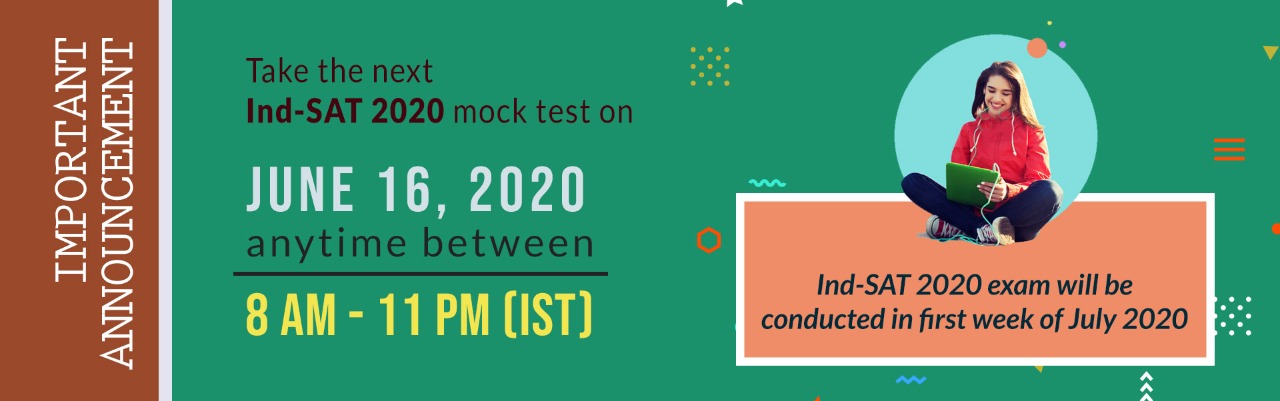 IMPORTANT
ANNOUNCEMENT
Take the next
Ind-SAT 2020 mock test on
JUNE 16, 2020
anytime between
8 AM - 11 PM (IST)
Ind-SAT 2020 exam will be
conducted in first week of July 2020